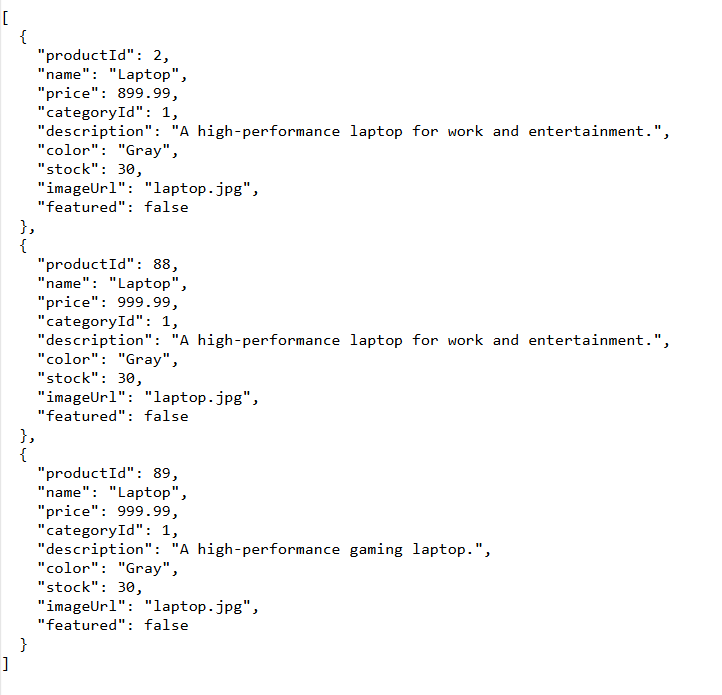 [
  {
    "productId": 2,
    "name": "Laptop",
    "price": 899.99,
    "categoryId": 1,
    "description": "A high-performance laptop for work and entertainment.",
    "color": "Gray",
    "stock": 30,
    "imageUrl": "laptop.jpg",
    "featured": false
  },
  {
    "productId": 88,
    "name": "Laptop",
    "price": 999.99,
    "categoryId": 1,
    "description": "A high-performance laptop for work and entertainment.",
    "color": "Gray",
    "stock": 30,
    "imageUrl": "laptop.jpg",
    "featured": false
  },
  {
    "productId": 89,
    "name": "Laptop",
    "price": 999.99,
    "categoryId": 1,
    "description": "A high-performance gaming laptop.",
    "color": "Gray",
    "stock": 30,
    "imageUrl": "laptop.jpg",
    "featured": false
  }
]